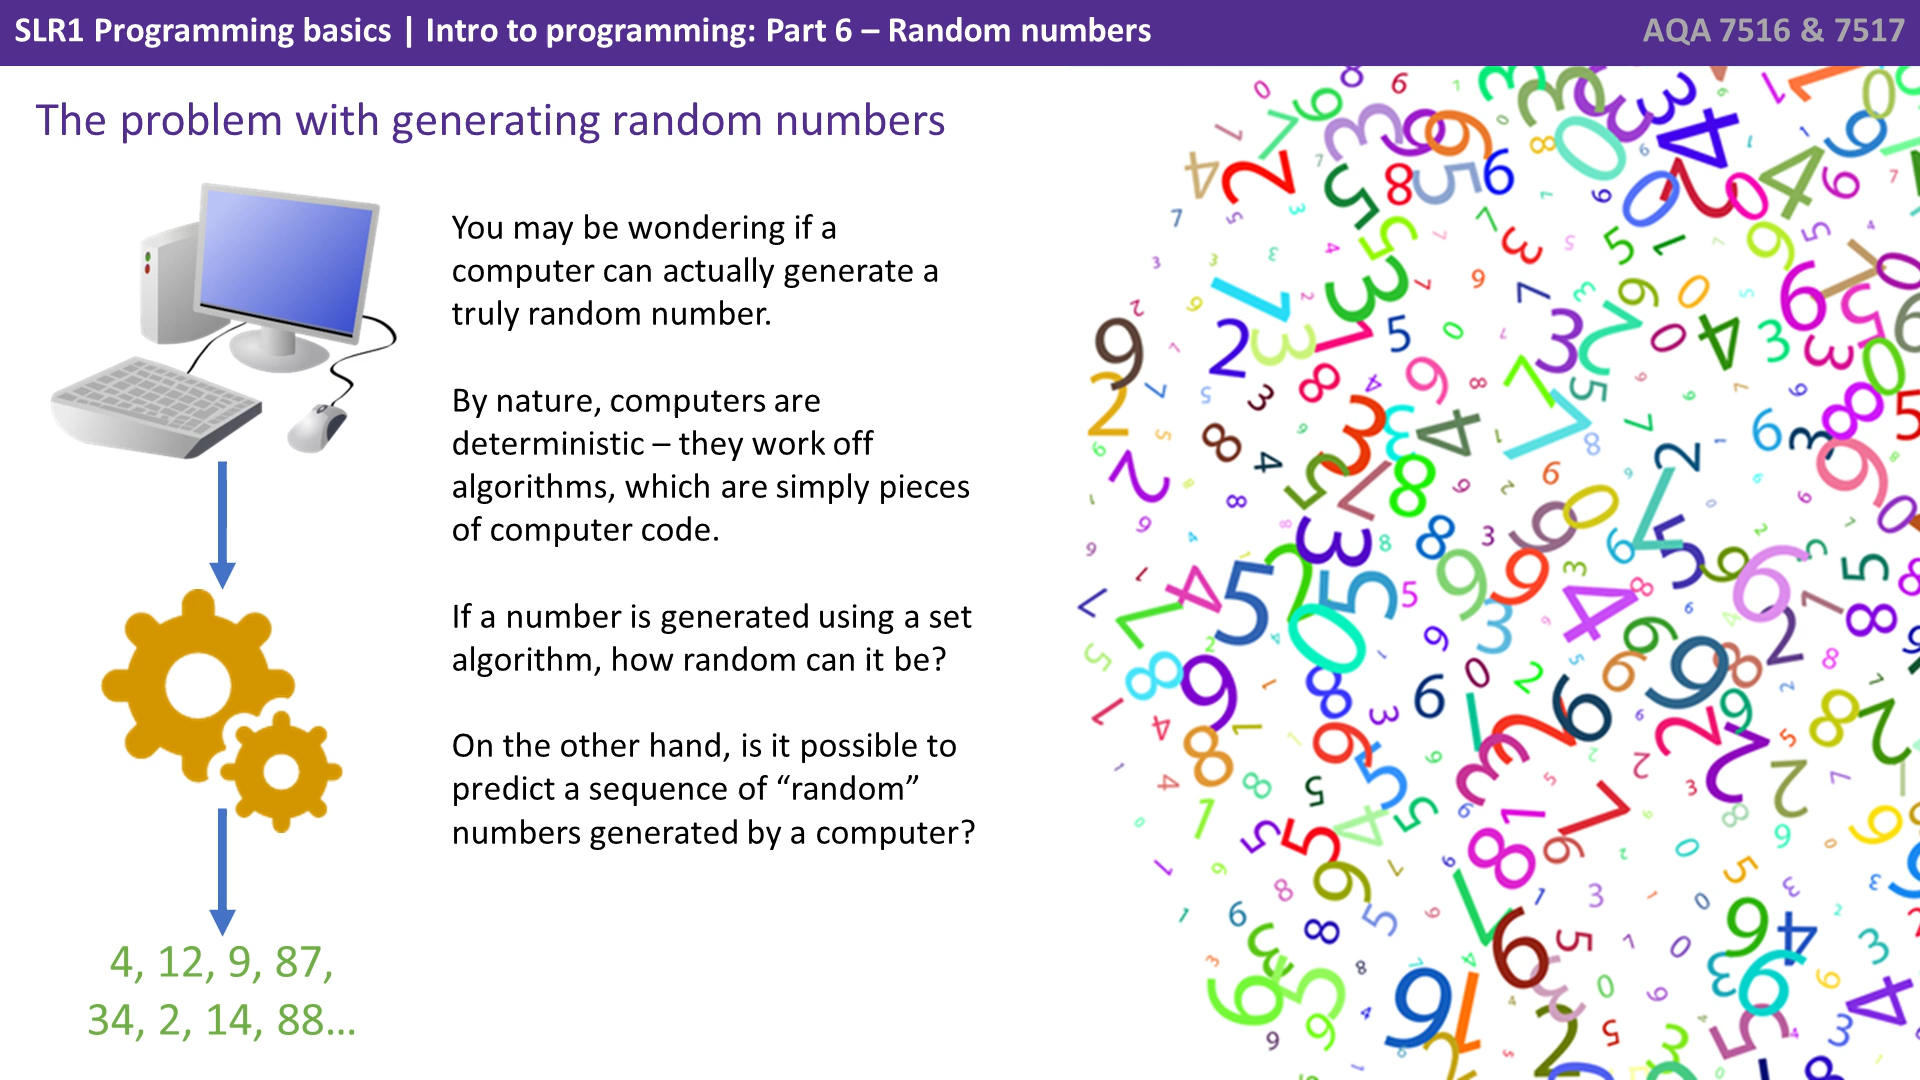 SLR1 Programming basics | Intro to programming: Part 6 – Random numbers
AQA 7516 & 7517
The problem with generating random numbers
You may be wondering if a
computer can actually generate a
truly random number.
By nature, computers are
deterministic – they work off
algorithms, which are simply pieces
of computer code.
If a number is generated using a set
algorithm, how random can it be?
On the other hand, is it possible to
predict a sequence of “random”
numbers generated by a computer?
4, 12, 9, 87,
34, 2, 14, 88...